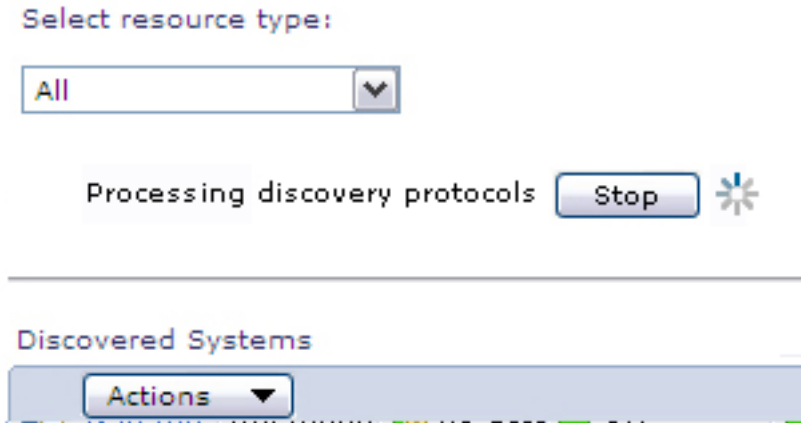 Select resource type:
All
Processing discovery protocols Stop
Discovered Systems
Actions